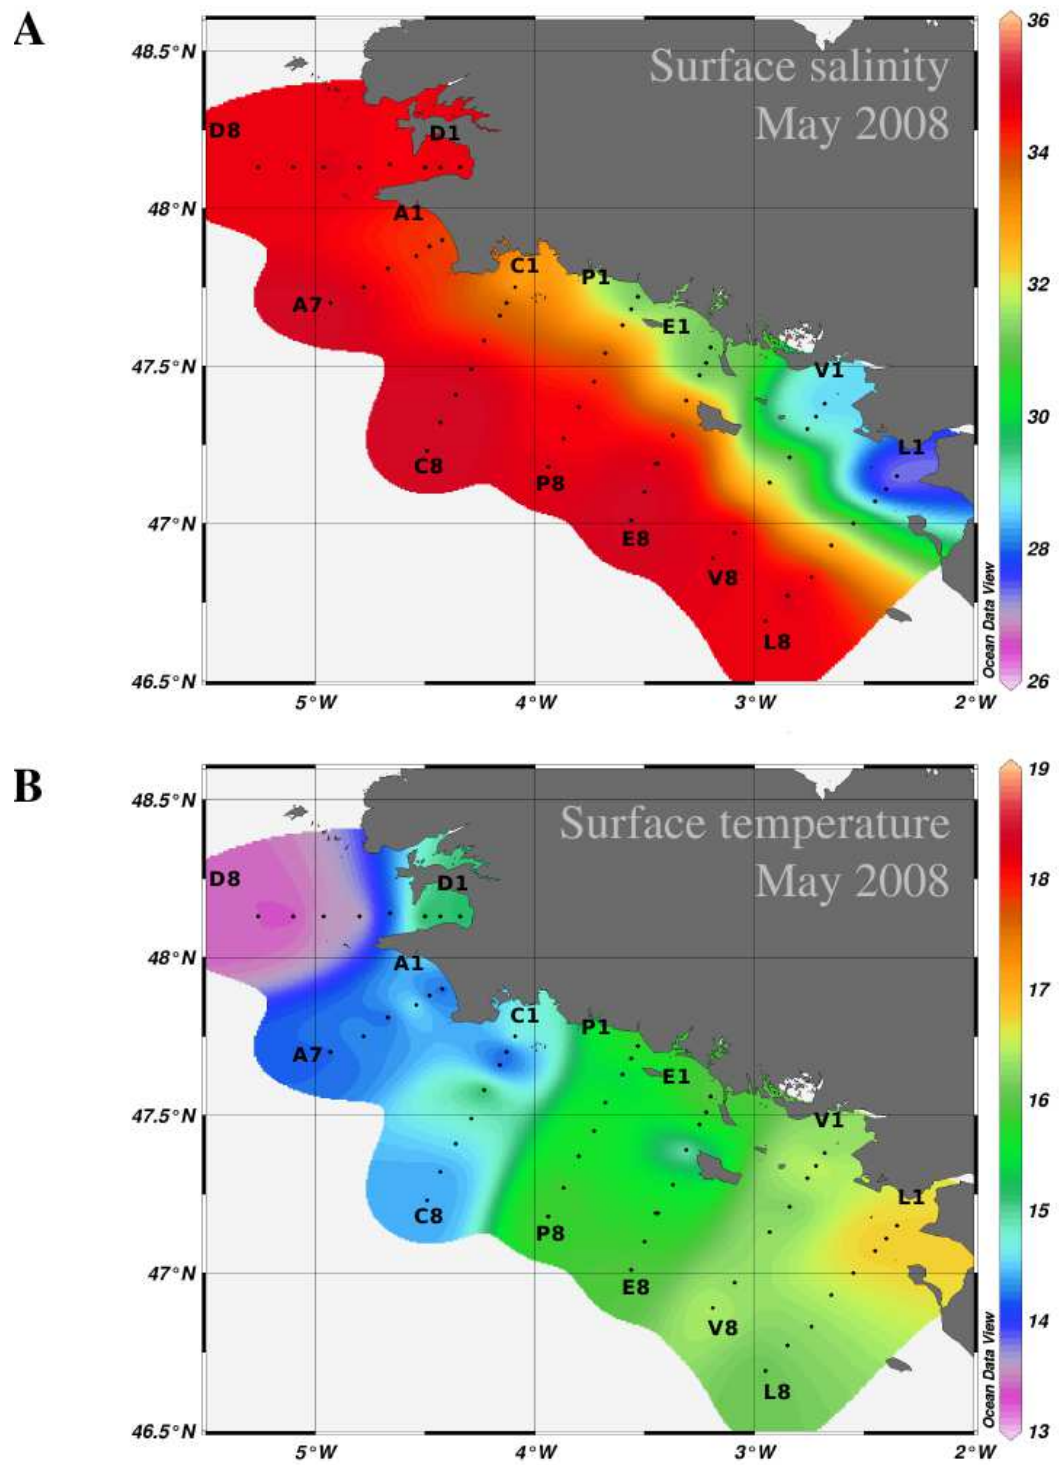 A
Surface salinity
May 2008
48.5°N
48°N
47.5°N
47°N
46.5°N
5°W
4°W
3°W
2°W
D8
D1
A1
A7
C1
C8
P1
P8
E1
E8
V1
V8
L1
L8
36
34
32
30
28
26
Ocean Data View
B
Surface temperature
May 2008
48.5°N
48°N
47.5°N
47°N
46.5°N
5°W
4°W
3°W
2°W
D8
D1
A1
A7
C1
C8
P1
P8
E1
E8
V1
V8
L1
L8
19
18
17
16
15
14
13
Ocean Data View